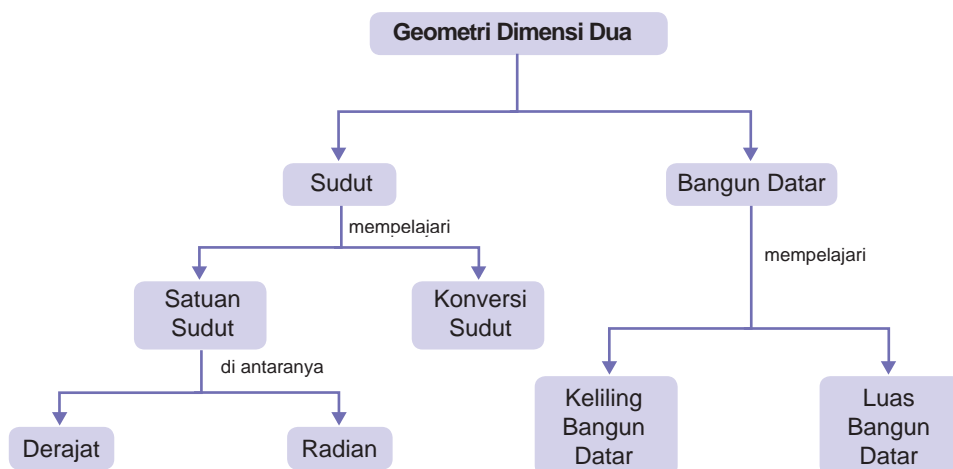 Geometri Dimensi Dua
Sudut
Bangun Datar
mempelajari
mempelajari
Satuan
Sudut
Konversi
Sudut
di antaranya
Derajat
Radian
Keliling
Bangun
Datar
Luas
Bangun
Datar